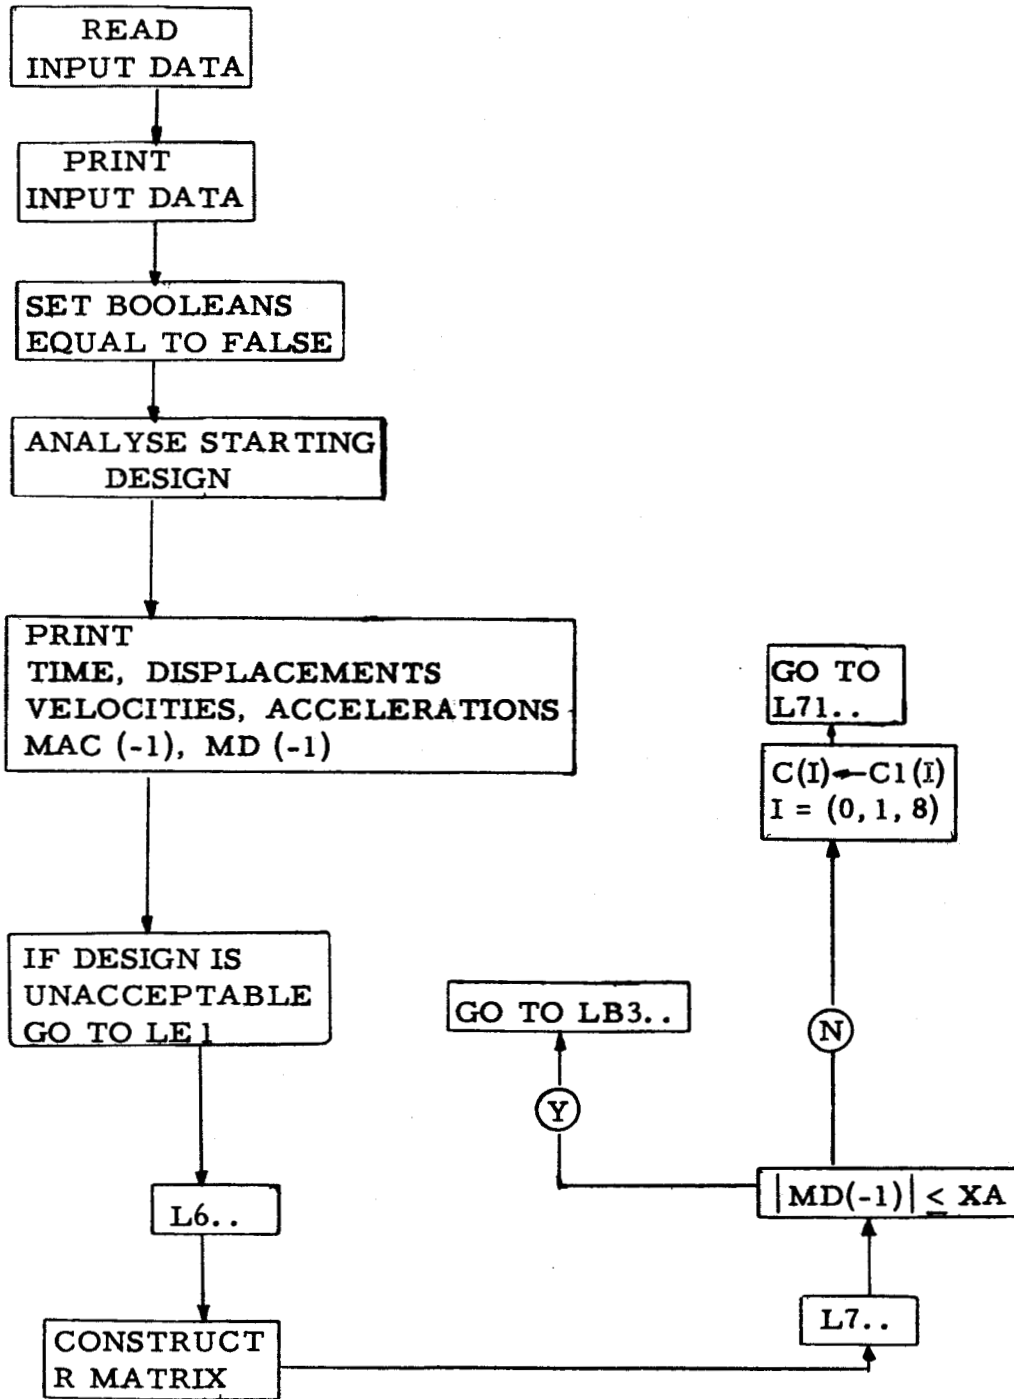 READ
INPUT DATA
PRINT
INPUT DATA
SET BOOLEANS
EQUAL TO FALSE
ANALYSE STARTING
DESIGN
PRINT
TIME, DISPLACEMENTS
VELOCITIES, ACCELERATIONS
MAC (-1), MD (-1)
IF DESIGN IS
UNACCEPTABLE
GO TO LE1
L6..
CONSTRUCT
R MATRIX
L7..
|MD(-1)| ≤ XA
Y
GO TO LB3..
N
C(I)←C1(I)
I = (0, 1, 8)
GO TO
L71..